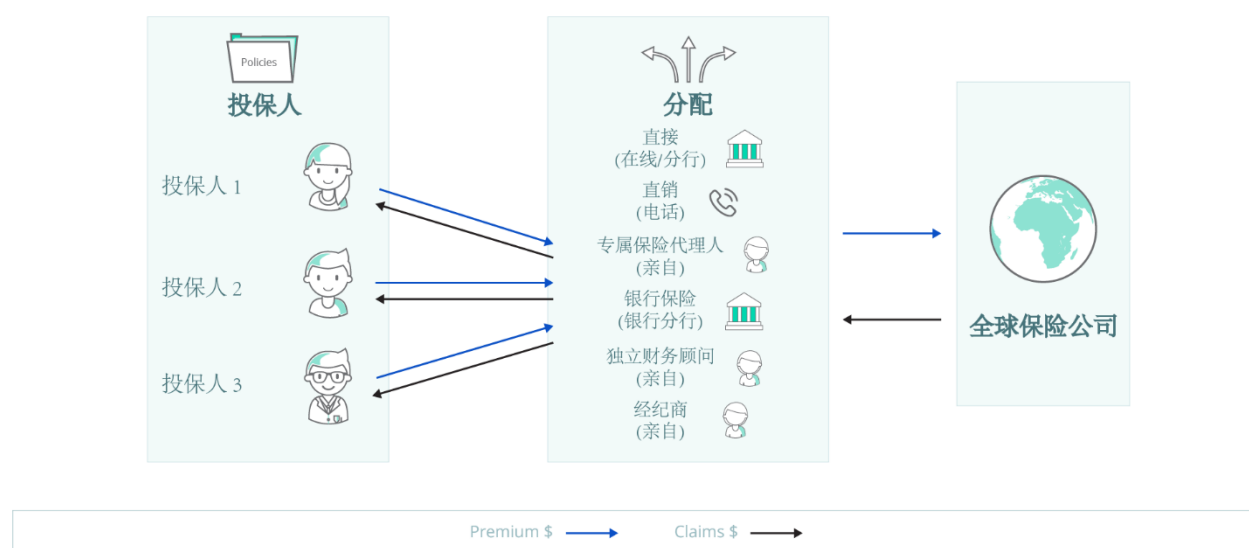 Policies
投保人
投保人 1
投保人 2
投保人 3
分配
直接
(在线/分行)
直销
(电话)
专属保险代理人
(亲自)
银行保险
(银行分行)
独立财务顾问
(亲自)
经纪商
(亲自)
全球保险公司
Premium $
Claims $